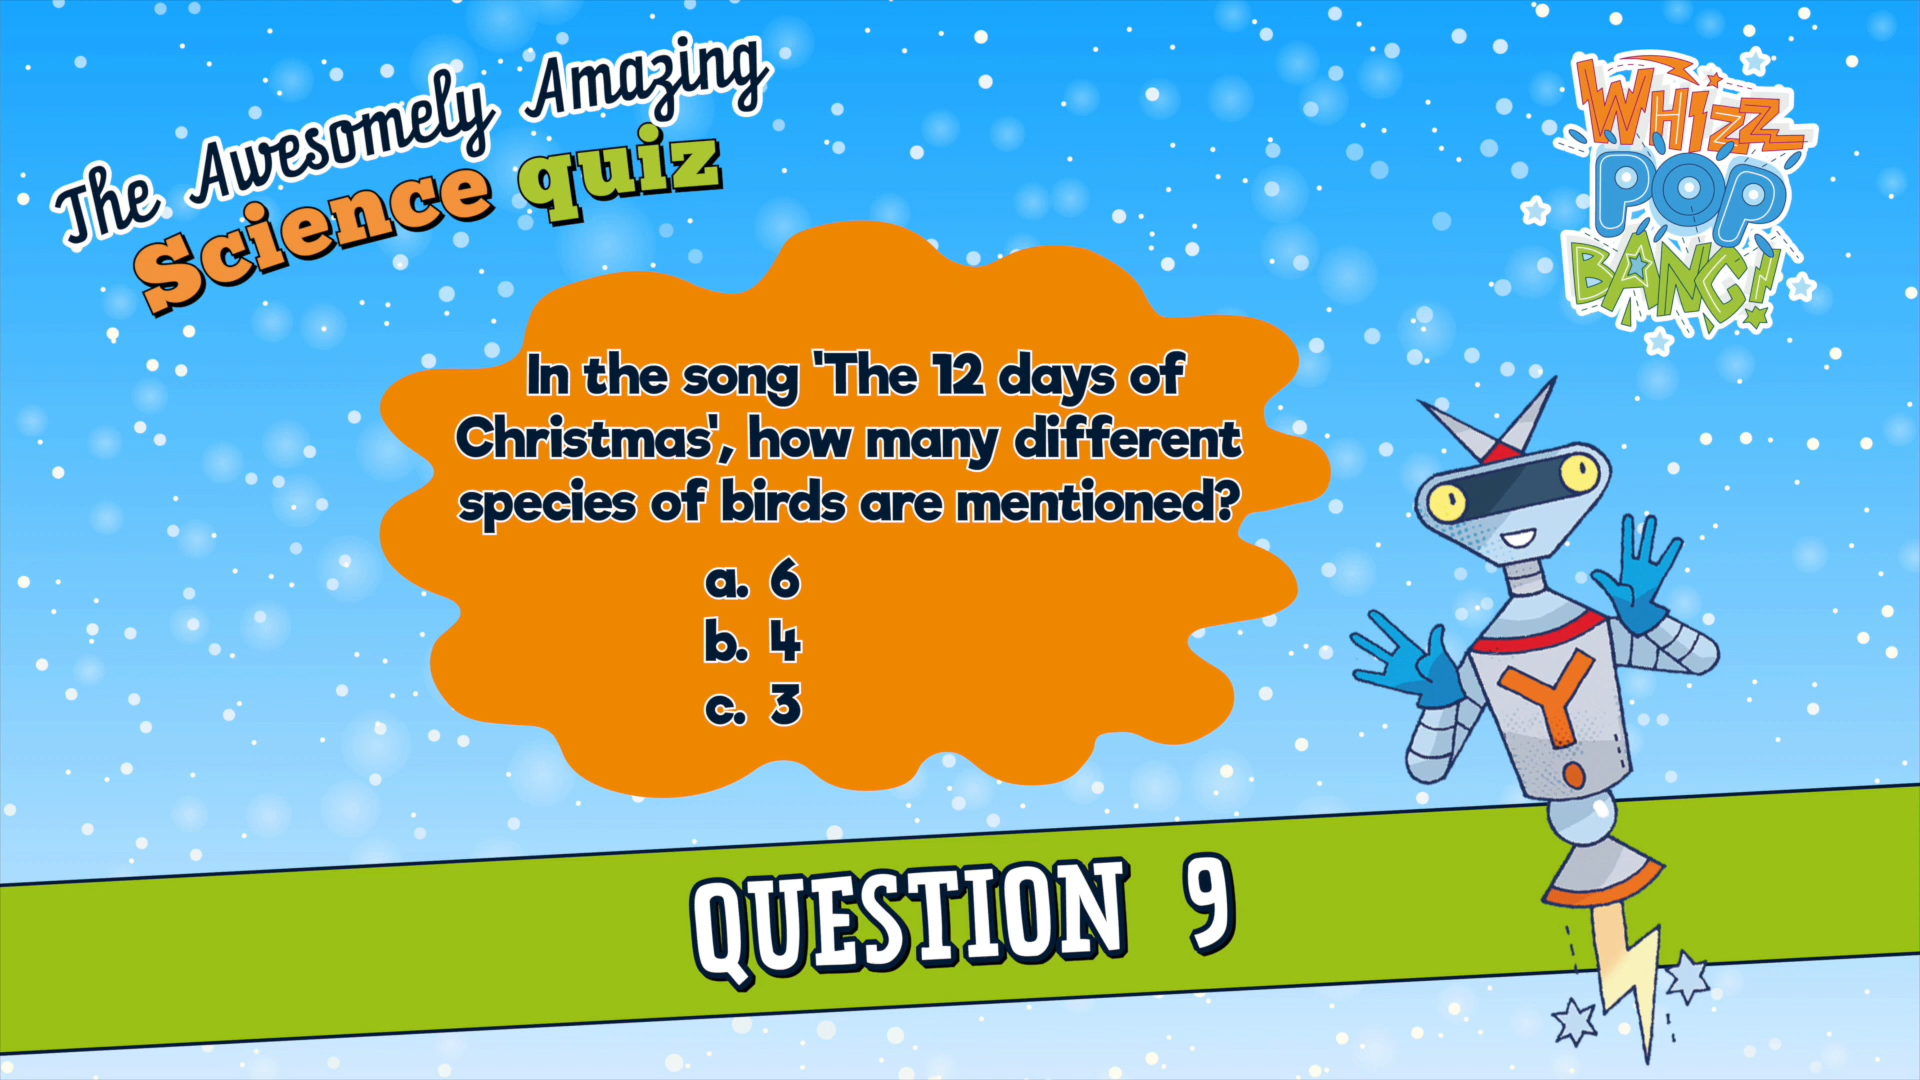 The Awesomely Amazing
Science quiz
WHIZZ
POP
BANG!
In the song 'The 12 days of
Christmas', how many different
species of birds are mentioned?
a. 6
b. 4
c. 3
Y
QUESTION 9